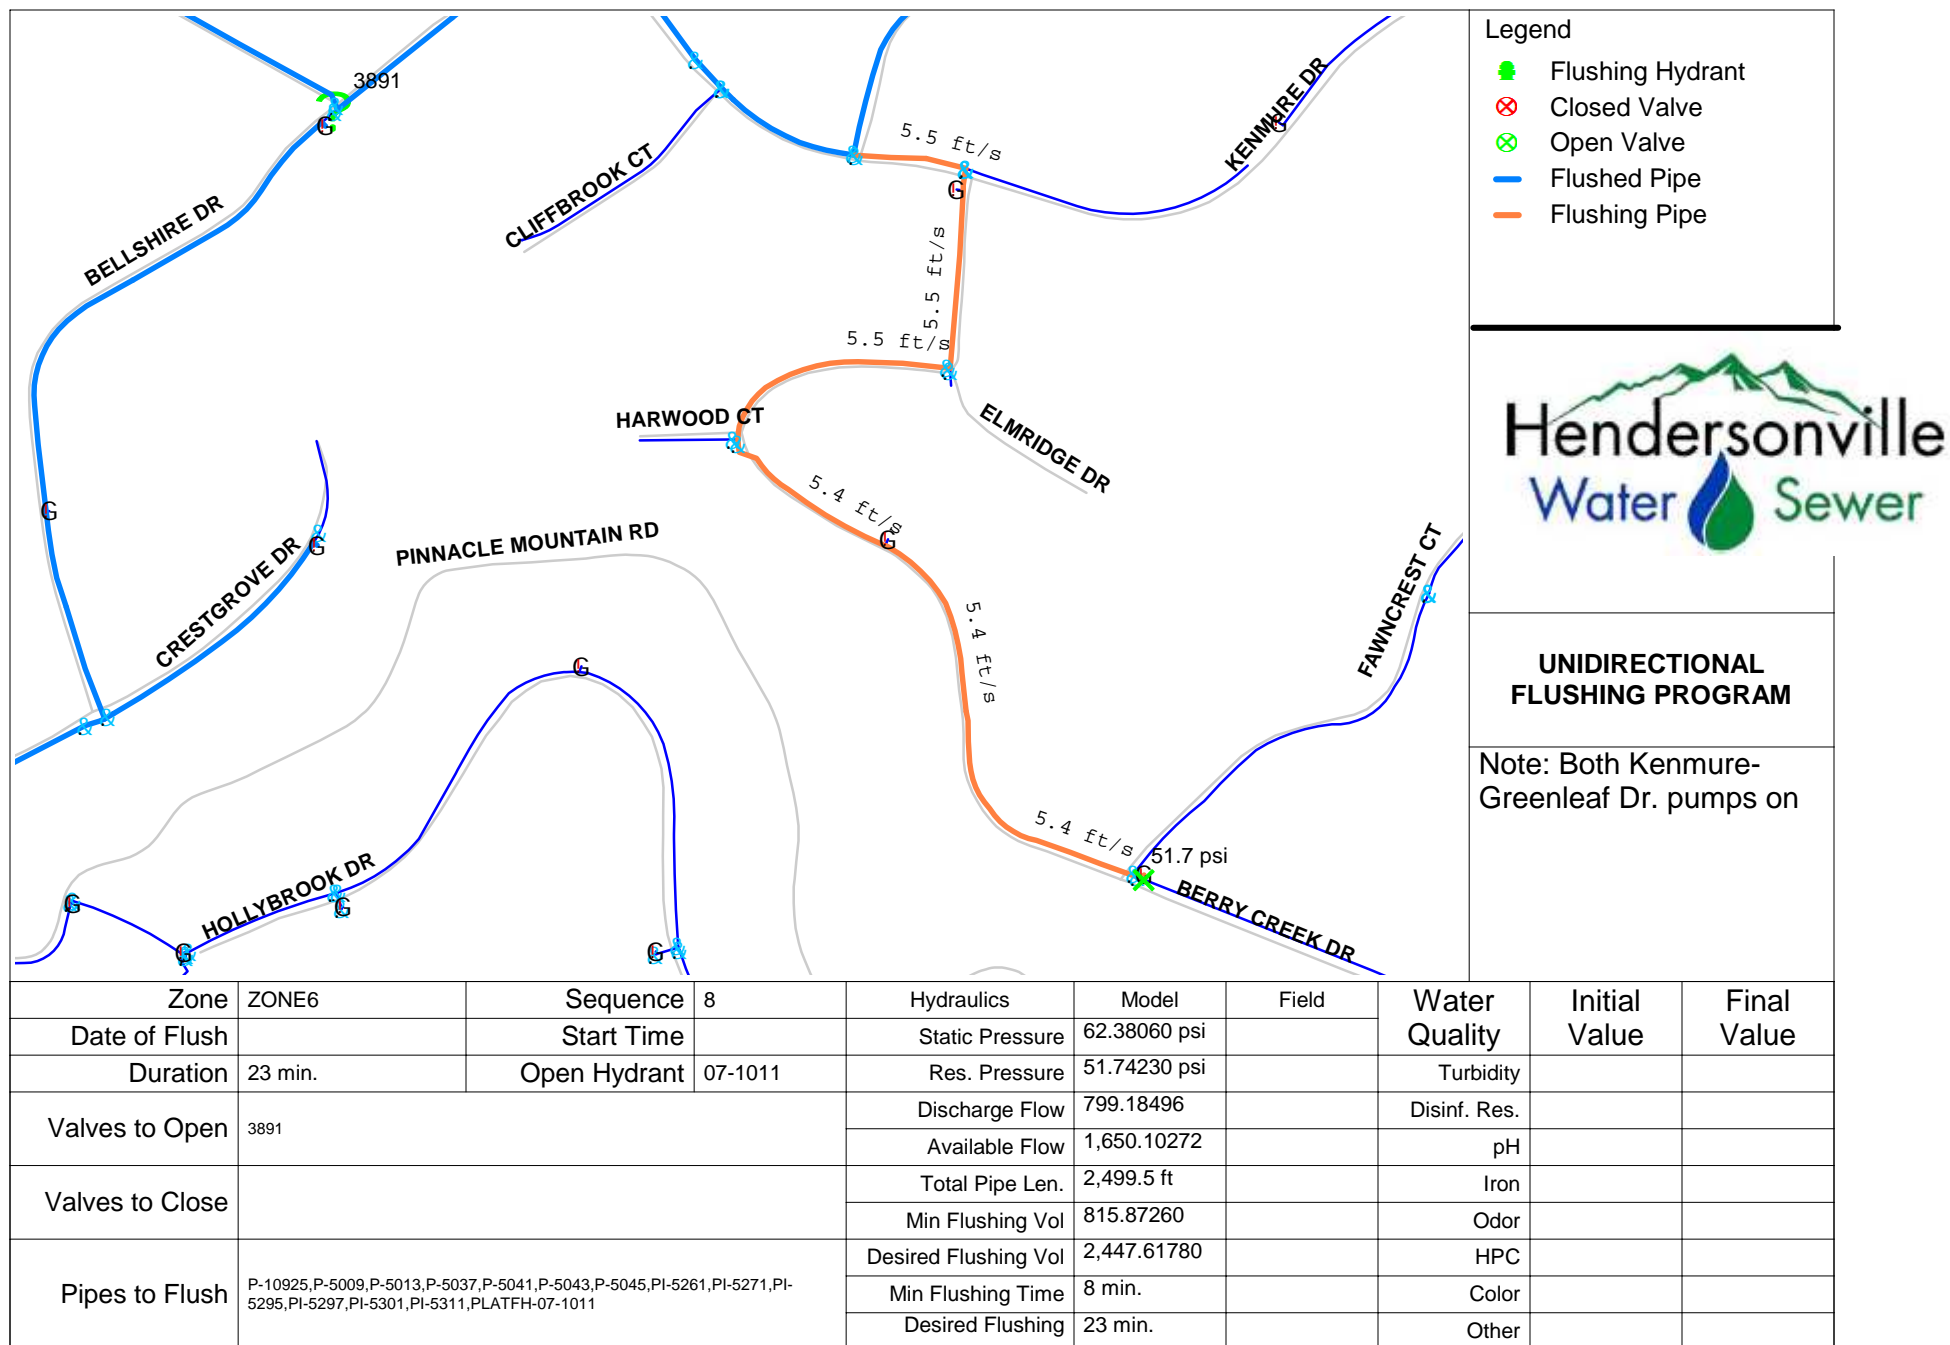 3891
BELLSHIRE DR
CLIFFBROOK CT
5.5 ft/s
KENMURE DR
5.5 ft/s
5.5 ft/s
HARWOOD CT
ELMRIDGE DR
5.4 ft/s
PINNACLE MOUNTAIN RD
CRESTGROVE DR
5.4 ft/s
FAWNCREST CT
5.4 ft/s
51.7 psi
HOLLYBROOK DR
BERRY CREEK DR
Legend
Flushing Hydrant
Closed Valve
Open Valve
Flushed Pipe
Flushing Pipe
Hendersonville
Water Sewer
UNIDIRECTIONAL
FLUSHING PROGRAM
Note: Both Kenmure-
Greenleaf Dr. pumps on
Zone ZONE6 Sequence 8
Date of Flush Start Time
Duration 23 min. Open Hydrant 07-1011
Valves to Open 3891
Valves to Close
Pipes to Flush P-10925,P-5009,P-5013,P-5037,P-5041,P-5043,P-5045,PI-5261,PI-5271,PI-
5295,PI-5297,PI-5301,PI-5311,PLATFH-07-1011
Hydraulics Model Field
Static Pressure 62.38060 psi
Res. Pressure 51.74230 psi
Discharge Flow 799.18496
Available Flow 1,650.10272
Total Pipe Len. 2,499.5 ft
Min Flushing Vol 815.87260
Desired Flushing Vol 2,447.61780
Min Flushing Time 8 min.
Desired Flushing 23 min.
Water Initial Final
Quality Value Value
Turbidity
Disinf. Res.
pH
Iron
Odor
HPC
Color
Other